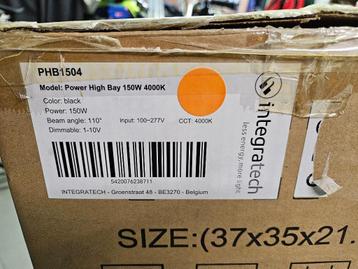 PHB1504
Model: Power High Bay 150W 4000K
Color: black
Power: 150W
Beam angle: 110° Input: 100~277V CCT: 4000K
Dimmable: 1-10V
5420076238711
INTEGRATECH - Groenstraat 48 - BE3270 - Belgium
integratech
less energy, more light
SIZE:(37x35x21.